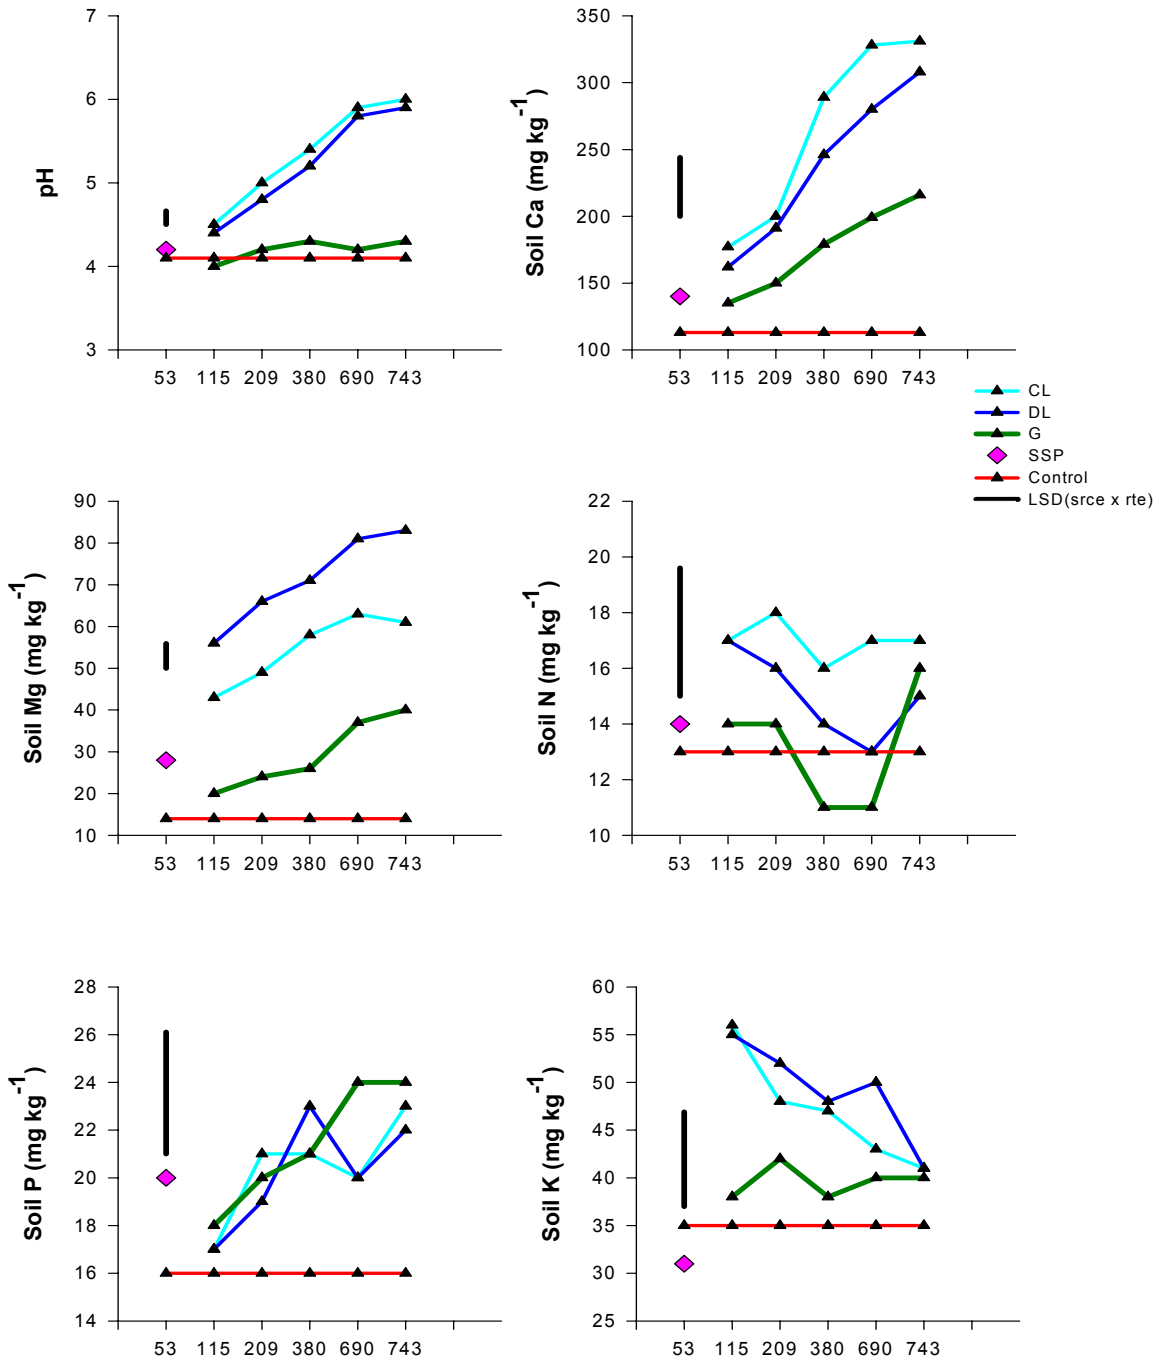 7
6
5
4
3
pH
53 115 209 380 690 743
350
300
250
200
150
100
Soil Ca (mg kg-1)
53 115 209 380 690 743
CL
DL
G
SSP
Control
LSD(srce x rte)
90
80
70
60
50
40
30
20
10
Soil Mg (mg kg-1)
53 115 209 380 690 743
22
20
18
16
14
12
10
Soil N (mg kg-1)
53 115 209 380 690 743
28
26
24
22
20
18
16
14
Soil P (mg kg-1)
53 115 209 380 690 743
60
55
50
45
40
35
30
25
Soil K (mg kg-1)
53 115 209 380 690 743